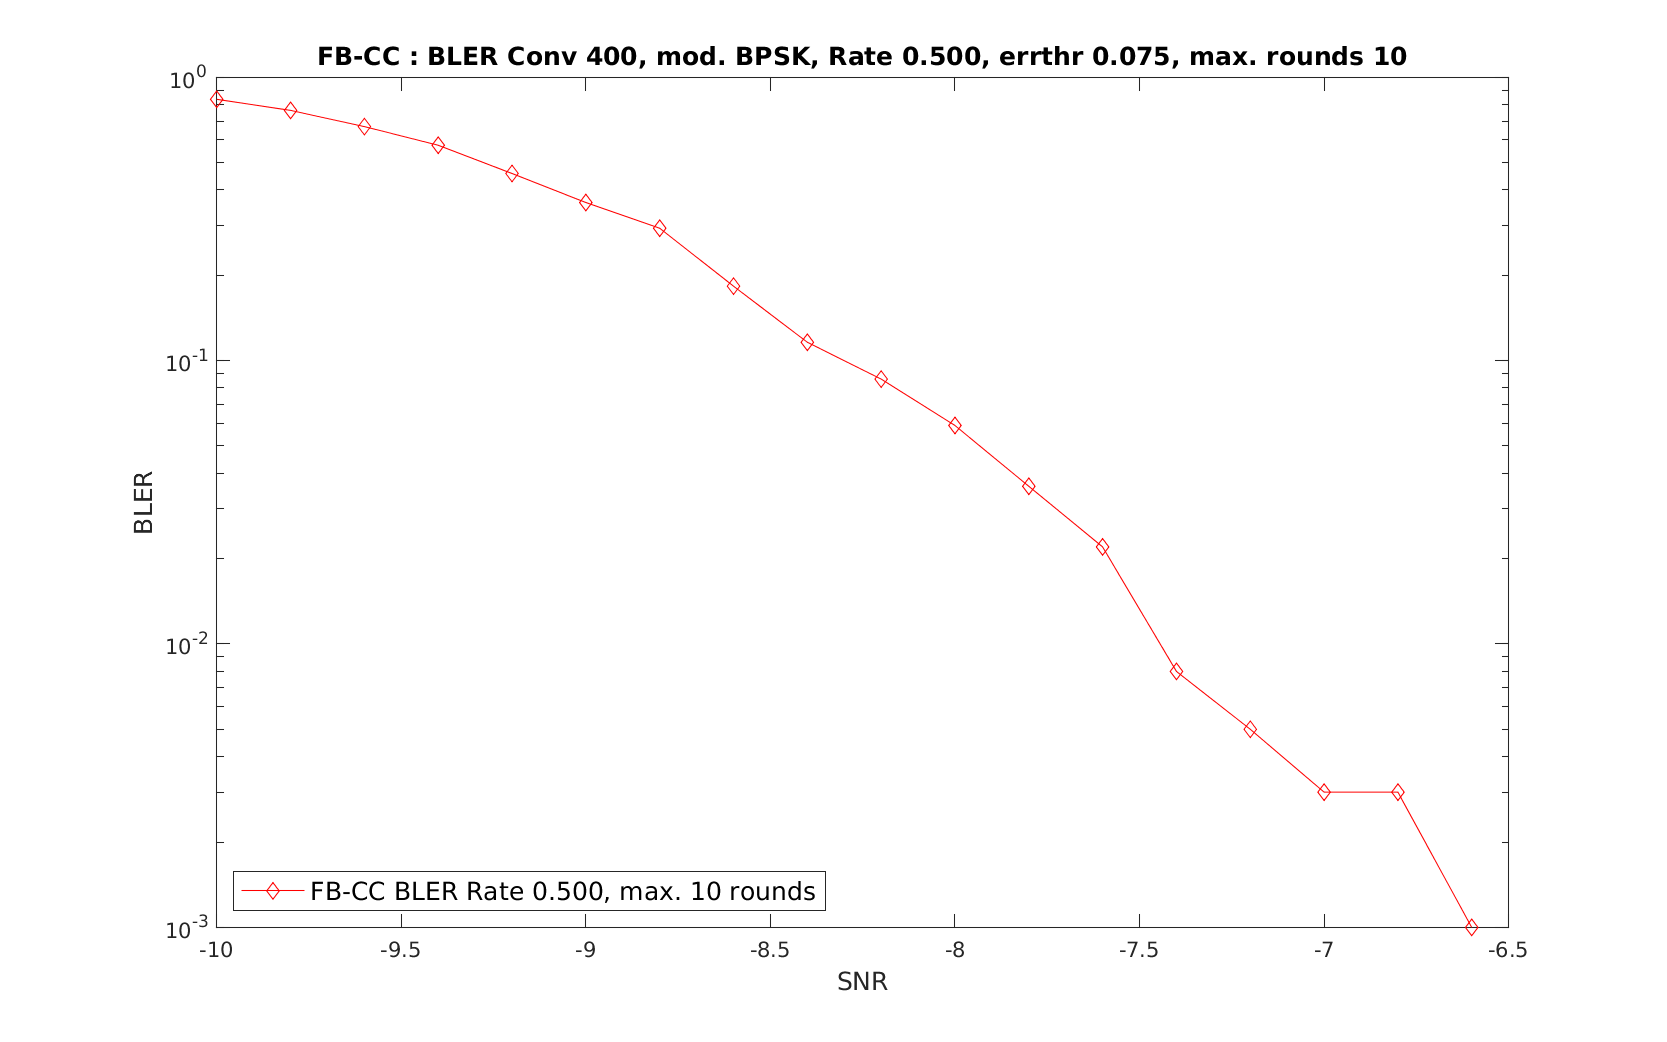 FB-CC : BLER Conv 400, mod. BPSK, Rate 0.500, errthr 0.075, max. rounds 10
10^0
10^-1
10^-2
10^-3
BLER
FB-CC BLER Rate 0.500, max. 10 rounds
-10 -9.5 -9 -8.5 -8 -7.5 -7 -6.5
SNR